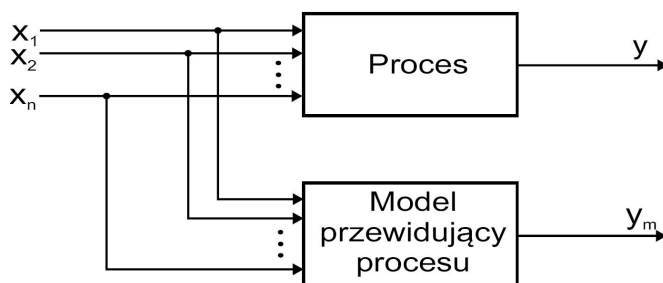 x1
x2
xn
Proces
y
Model
przewidujący
procesu
ym